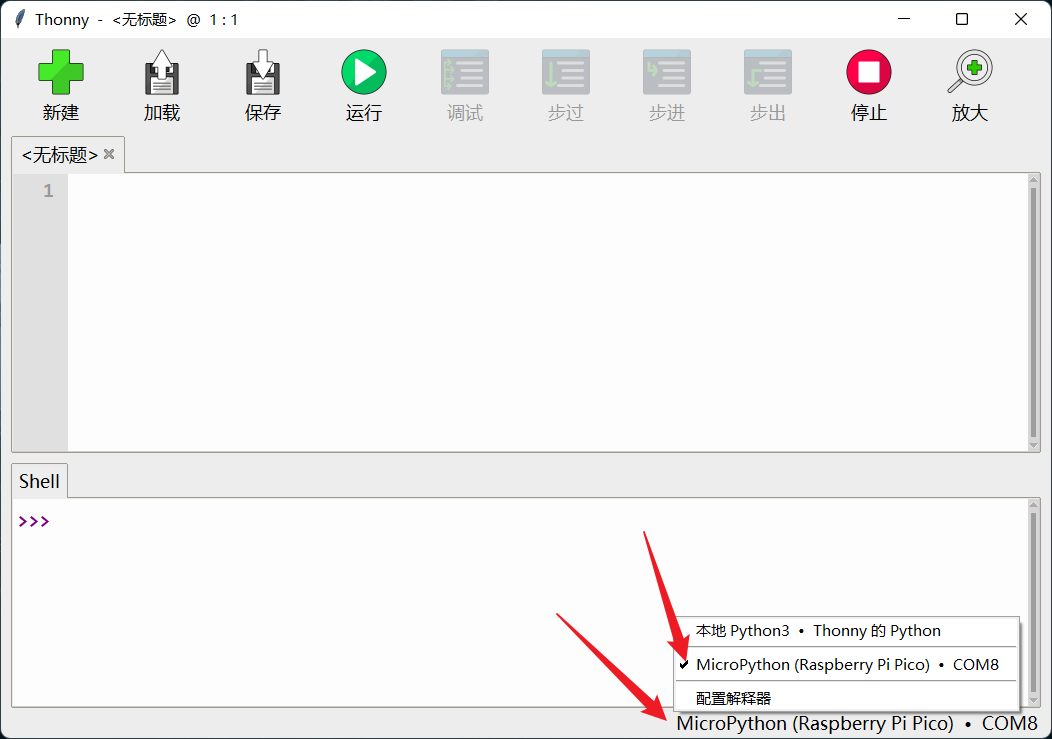 Thonny - <无标题> @ 1 : 1
新建 加载 保存 运行 调试 步过 步进 步出 停止 放大
<无标题>
1
Shell
>>>
本地 Python3 • Thonny 的 Python
MicroPython (Raspberry Pi Pico) • COM8
配置解释器
MicroPython (Raspberry Pi Pico) • COM8